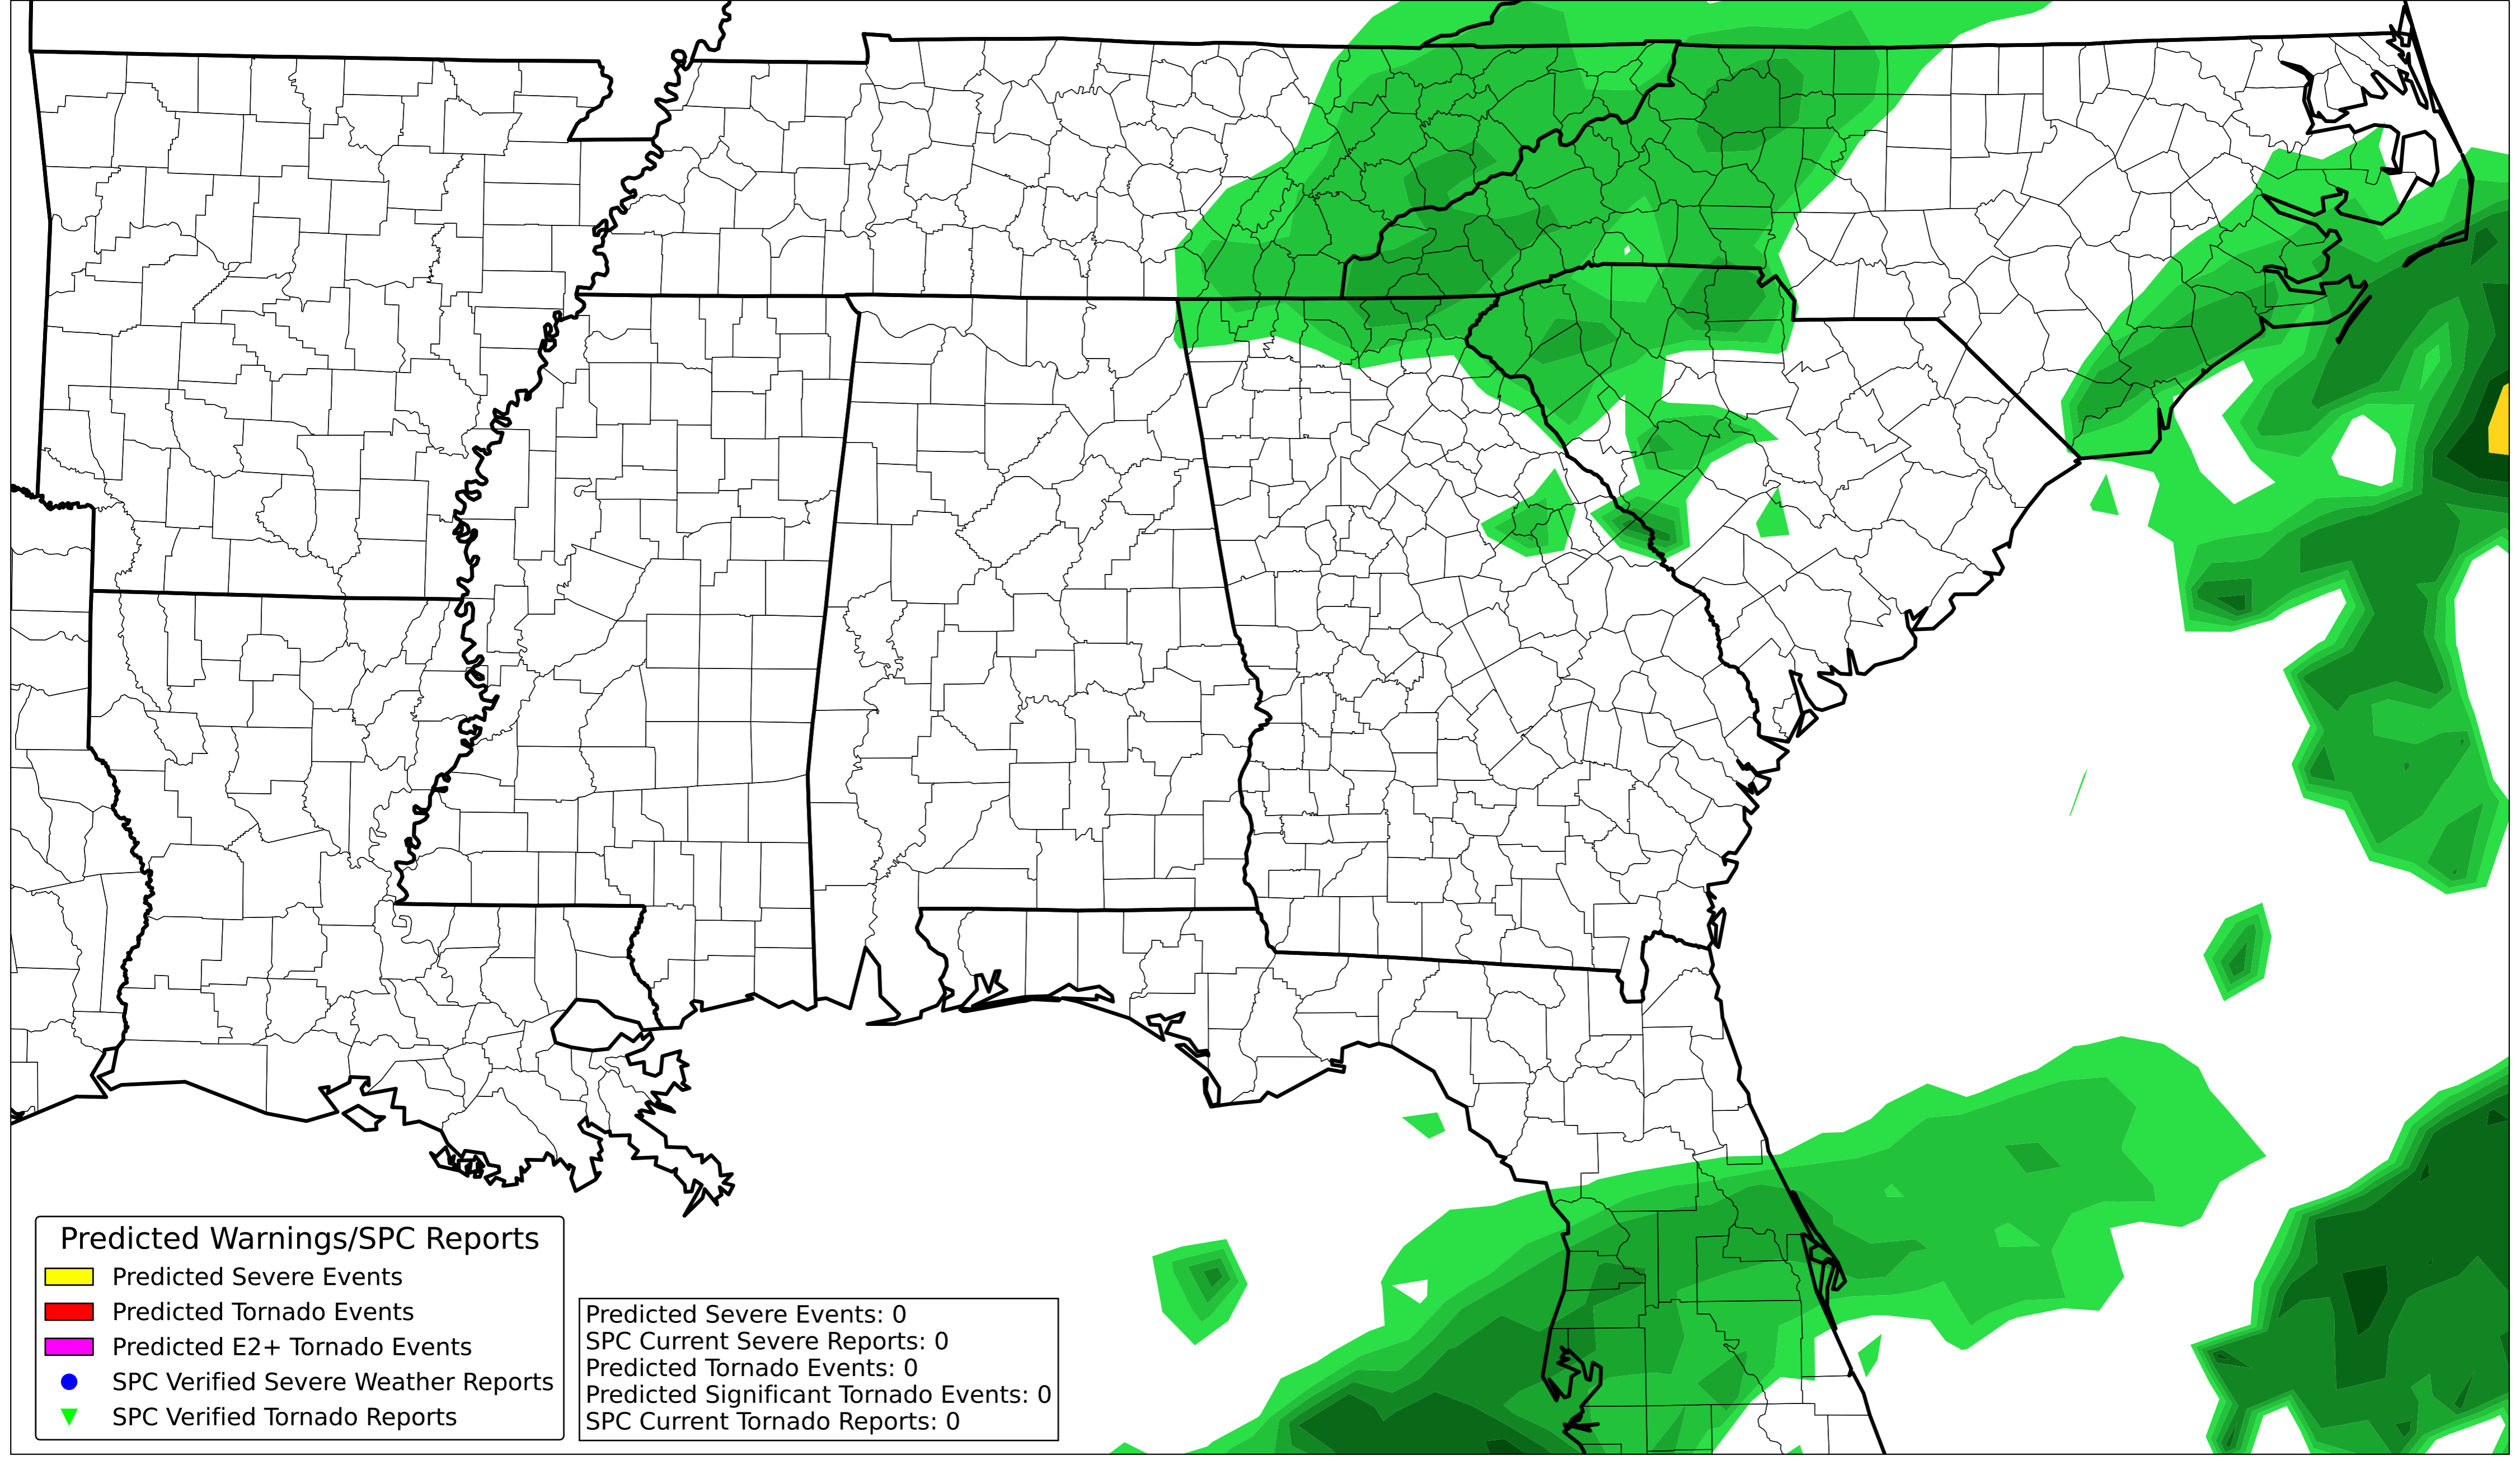 Predicted Warnings/SPC Reports
Predicted Severe Events
Predicted Tornado Events
Predicted E2+ Tornado Events
SPC Verified Severe Weather Reports
SPC Verified Tornado Reports
Predicted Severe Events: 0
SPC Current Severe Reports: 0
Predicted Tornado Events: 0
Predicted Significant Tornado Events: 0
SPC Current Tornado Reports: 0